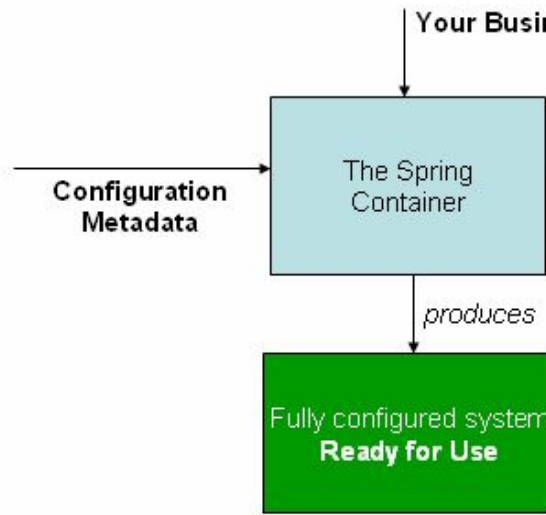 Your Busin
The Spring
Container
Configuration
Metadata
produces
Fully configured system
Ready for Use